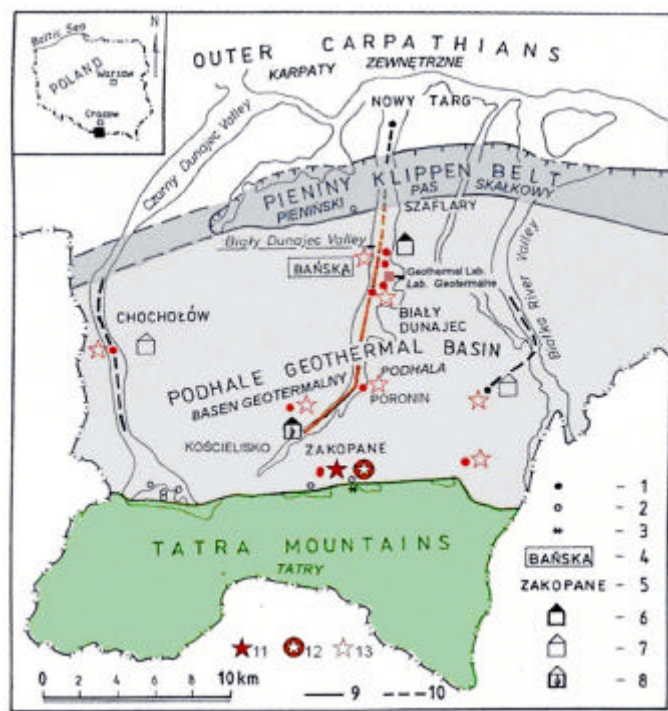 Baltic Sea
N
POLAND
Warsaw
Cracow
OUTER CARPATHIANS
KARPATY ZEWNĘTRZNE
NOWY TARG
Czarny Dunajec Valley
PIENINY KLIPPEN BELT
PIENIŃSKI PAS SKAŁKOWY
SZAFLARY
Biały Dunajec Valley
BAŃSKA
Geothermal Lab.
Lab. Geotermalne
Białka River Valley
CHOCHOŁÓW
BIAŁY
DUNAJEC
PODHALE GEOTHERMAL BASIN
BASEN GEOTERMALNY PODHALA
PORONIN
KOŚCIELISKO
ZAKOPANE
TATRA MOUNTAINS
TATRY
1
2
3
BAŃSKA - 4
ZAKOPANE - 5
6
7
8
11 12 13
0 2 4 6 8 10 km
9 10